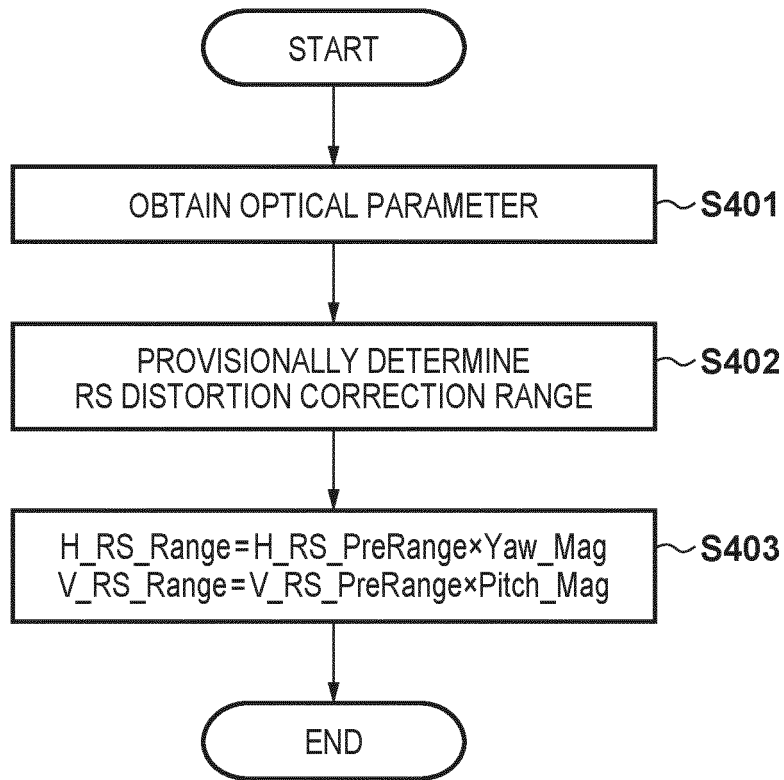 START
OBTAIN OPTICAL PARAMETER
S401
PROVISIONALLY DETERMINE
RS DISTORTION CORRECTION RANGE
S402
H_RS_Range=H_RS_PreRange×Yaw_Mag
V_RS_Range=V_RS_PreRange×Pitch_Mag
S403
END